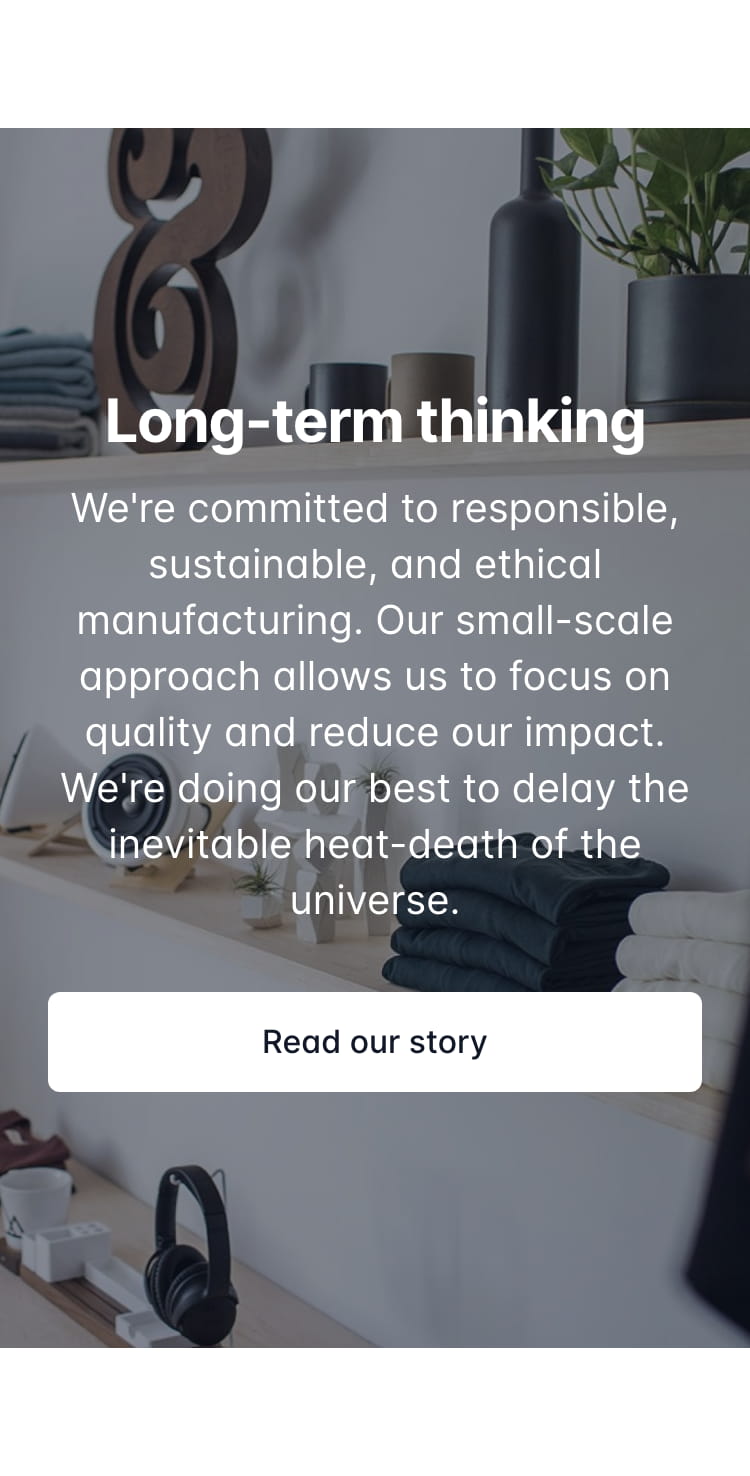 Long-term thinking
We're committed to responsible,
sustainable, and ethical
manufacturing. Our small-scale
approach allows us to focus on
quality and reduce our impact.
We're doing our best to delay the
inevitable heat-death of the
universe.
Read our story